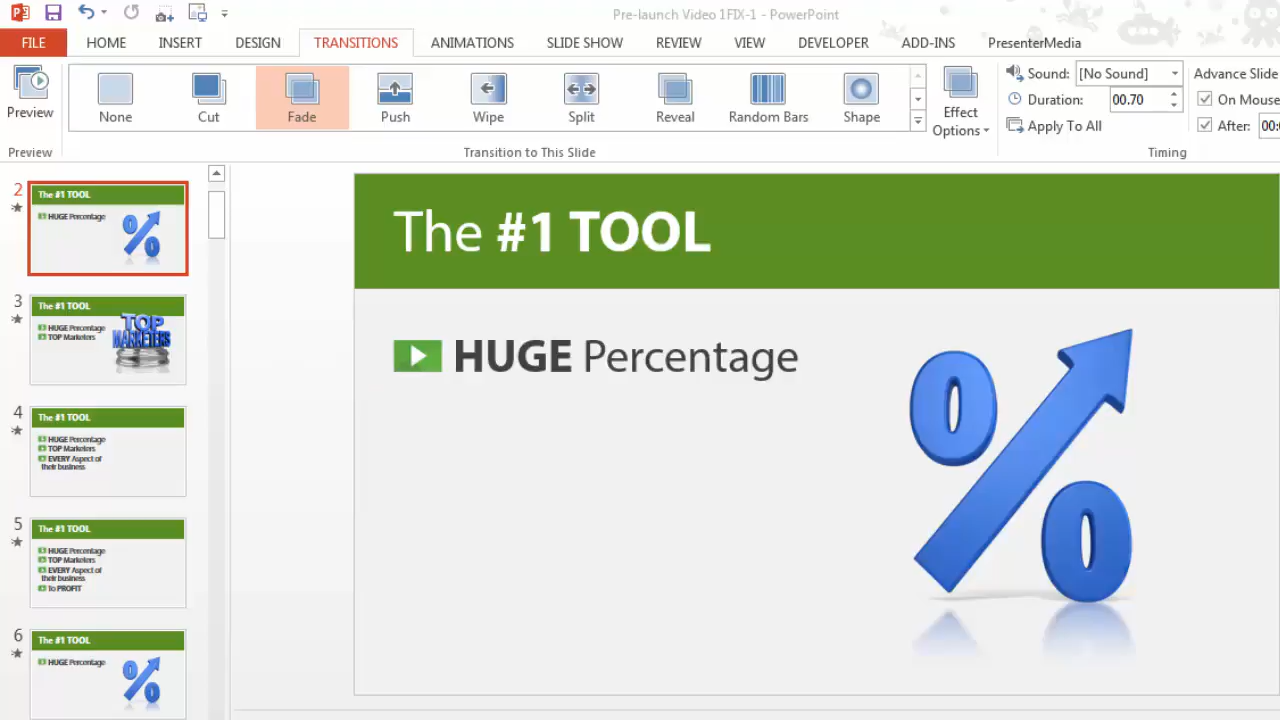 Pre-launch Video 1FIX-1 - PowerPoint
FILE HOME INSERT DESIGN TRANSITIONS ANIMATIONS SLIDE SHOW REVIEW VIEW DEVELOPER ADD-INS PresenterMedia
Preview
None Cut Fade Push Wipe Split Reveal Random Bars Shape
Effect
Options
Sound: [No Sound]
Duration: 00.70
Apply To All
Advance Slide
On Mouse
After: 00:
Preview
Transition to This Slide
Timing
2
The #1 TOOL
HUGE Percentage
%
3
The #1 TOOL
HUGE Percentage
TOP Marketers
TOP
MARKETERS
4
The #1 TOOL
HUGE Percentage
TOP Marketers
EVERY Aspect of
their business
5
The #1 TOOL
HUGE Percentage
TOP Marketers
EVERY Aspect of
their business
To PROFIT
6
The #1 TOOL
HUGE Percentage
%
The #1 TOOL
HUGE Percentage
%